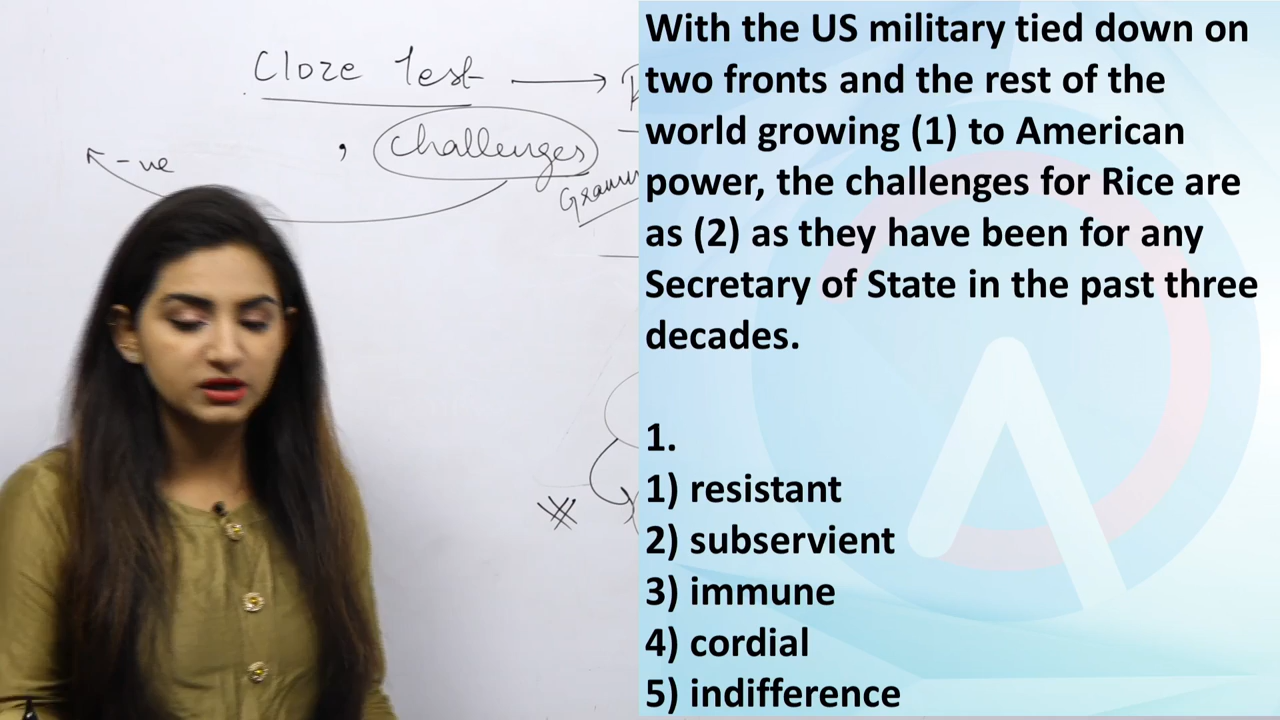 Cloze Test
, challenges
-ve
With the US military tied down on
two fronts and the rest of the
world growing (1) to American
power, the challenges for Rice are
as (2) as they have been for any
Secretary of State in the past three
decades.
1.
1) resistant
2) subservient
3) immune
4) cordial
5) indifference